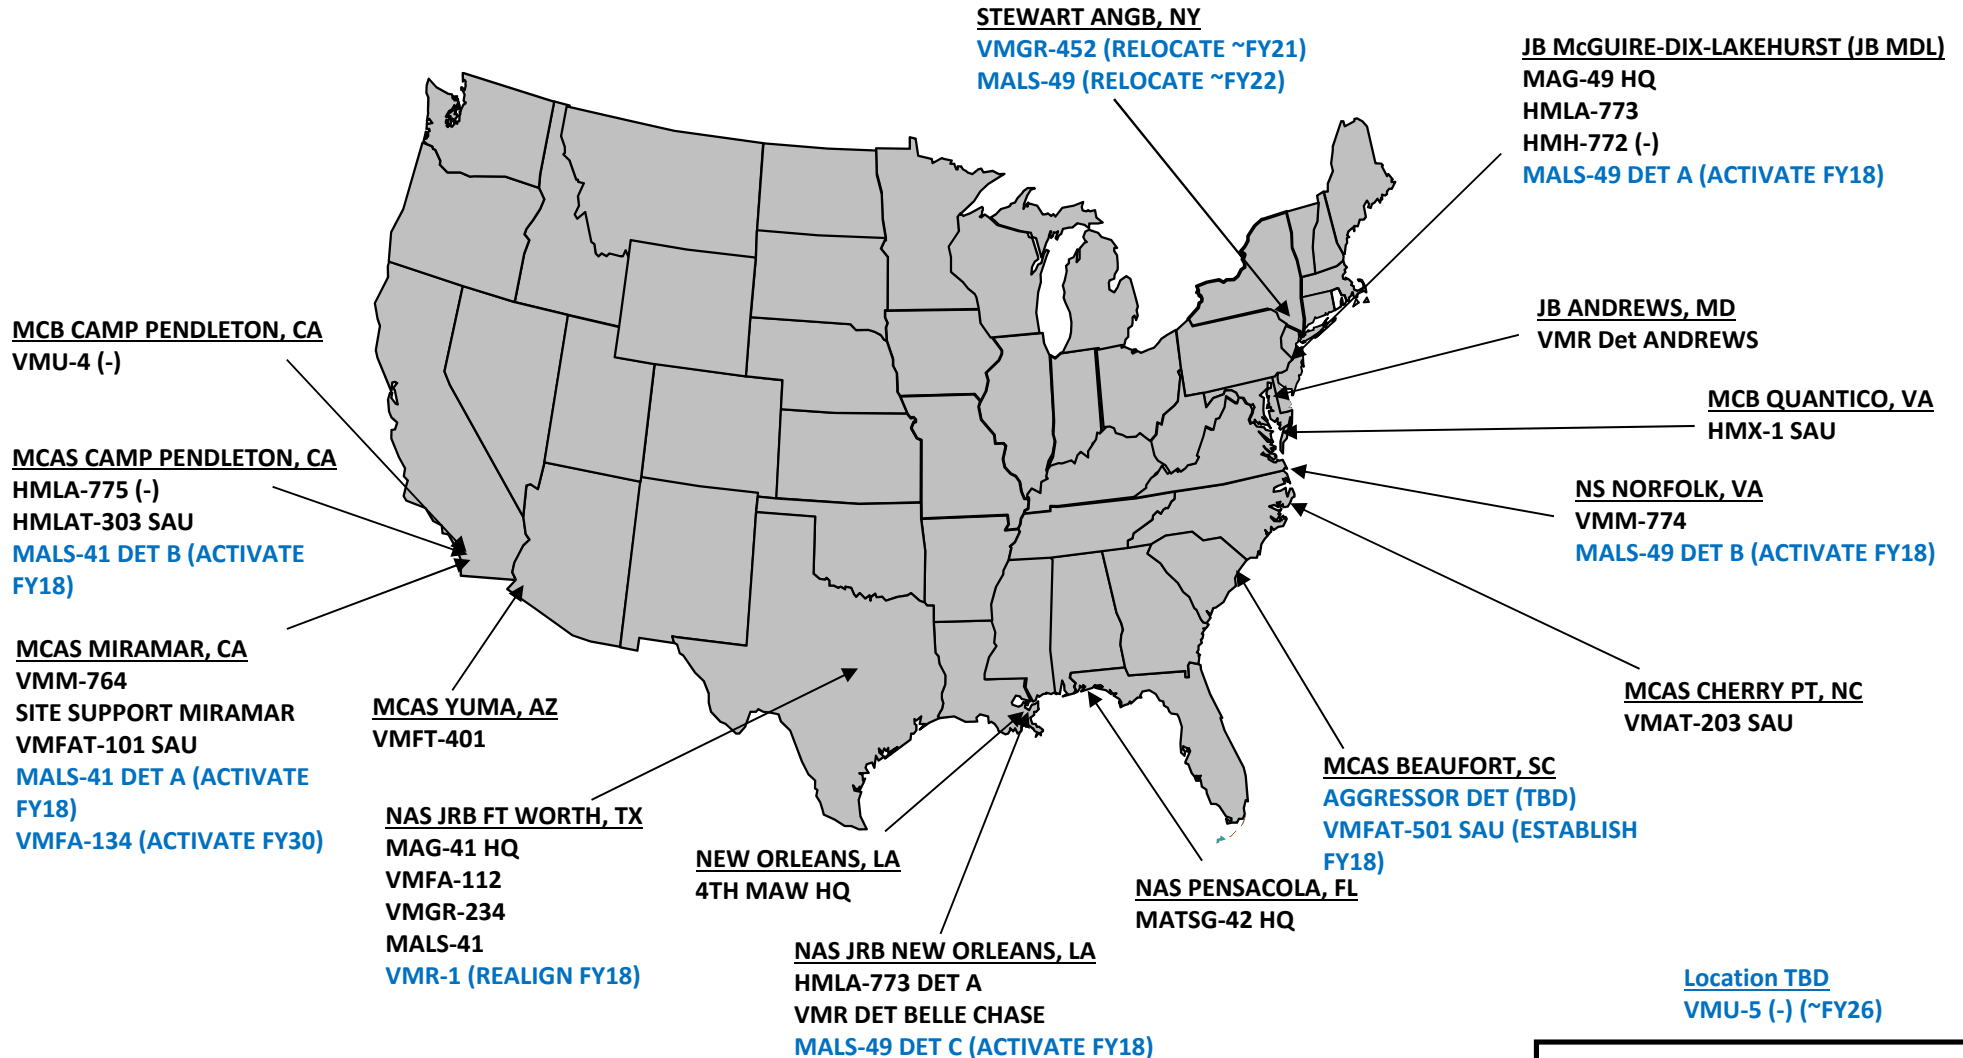 STEWART ANGB, NY
VMGR-452 (RELOCATE ~FY21)
MALS-49 (RELOCATE ~FY22)
JB McGUIRE-DIX-LAKEHURST (JB MDL)
MAG-49 HQ
HMLA-773
HMH-772 (-)
MALS-49 DET A (ACTIVATE FY18)
MCB CAMP PENDLETON, CA
VMU-4 (-)
JB ANDREWS, MD
VMR Det ANDREWS
MCB QUANTICO, VA
HMX-1 SAU
MCAS CAMP PENDLETON, CA
HMLA-775 (-)
HMLAT-303 SAU
MALS-41 DET B (ACTIVATE
FY18)
NS NORFOLK, VA
VMM-774
MALS-49 DET B (ACTIVATE FY18)
MCAS MIRAMAR, CA
VMM-764
SITE SUPPORT MIRAMAR
VMFAT-101 SAU
MALS-41 DET A (ACTIVATE
FY18)
VMFA-134 (ACTIVATE FY30)
MCAS YUMA, AZ
VMFT-401
MCAS CHERRY PT, NC
VMAT-203 SAU
MCAS BEAUFORT, SC
AGGRESSOR DET (TBD)
VMFAT-501 SAU (ESTABLISH
FY18)
NAS JRB FT WORTH, TX
MAG-41 HQ
VMFA-112
VMGR-234
MALS-41
VMR-1 (REALIGN FY18)
NEW ORLEANS, LA
4TH MAW HQ
NAS PENSACOLA, FL
MATSG-42 HQ
NAS JRB NEW ORLEANS, LA
HMLA-773 DET A
VMR DET BELLE CHASE
MALS-49 DET C (ACTIVATE FY18)
Location TBD
VMU-5 (-) (~FY26)